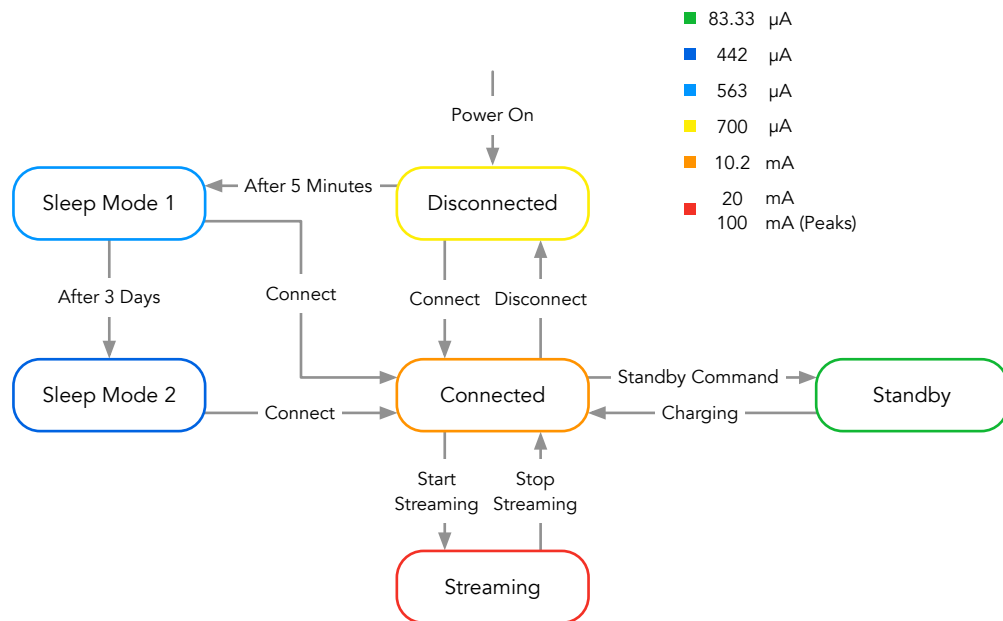 83.33 μA
442 μA
563 μA
700 μA
10.2 mA
20 mA
100 mA (Peaks)
Power On
Sleep Mode 1
After 5 Minutes
Disconnected
After 3 Days
Connect
Connect
Disconnect
Sleep Mode 2
Connect
Connected
Standby Command
Charging
Standby
Start
Streaming
Stop
Streaming
Streaming